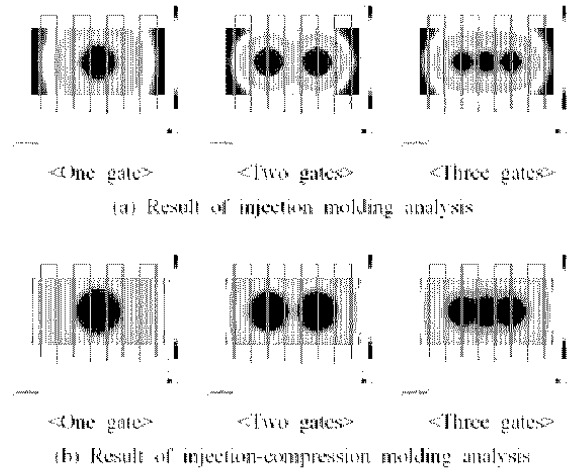 <One gate> <Two gates> <Three gates>
(a) Result of injection molding analysis
<One gate> <Two gates> <Three gates>
(b) Result of injection-compression molding analysis